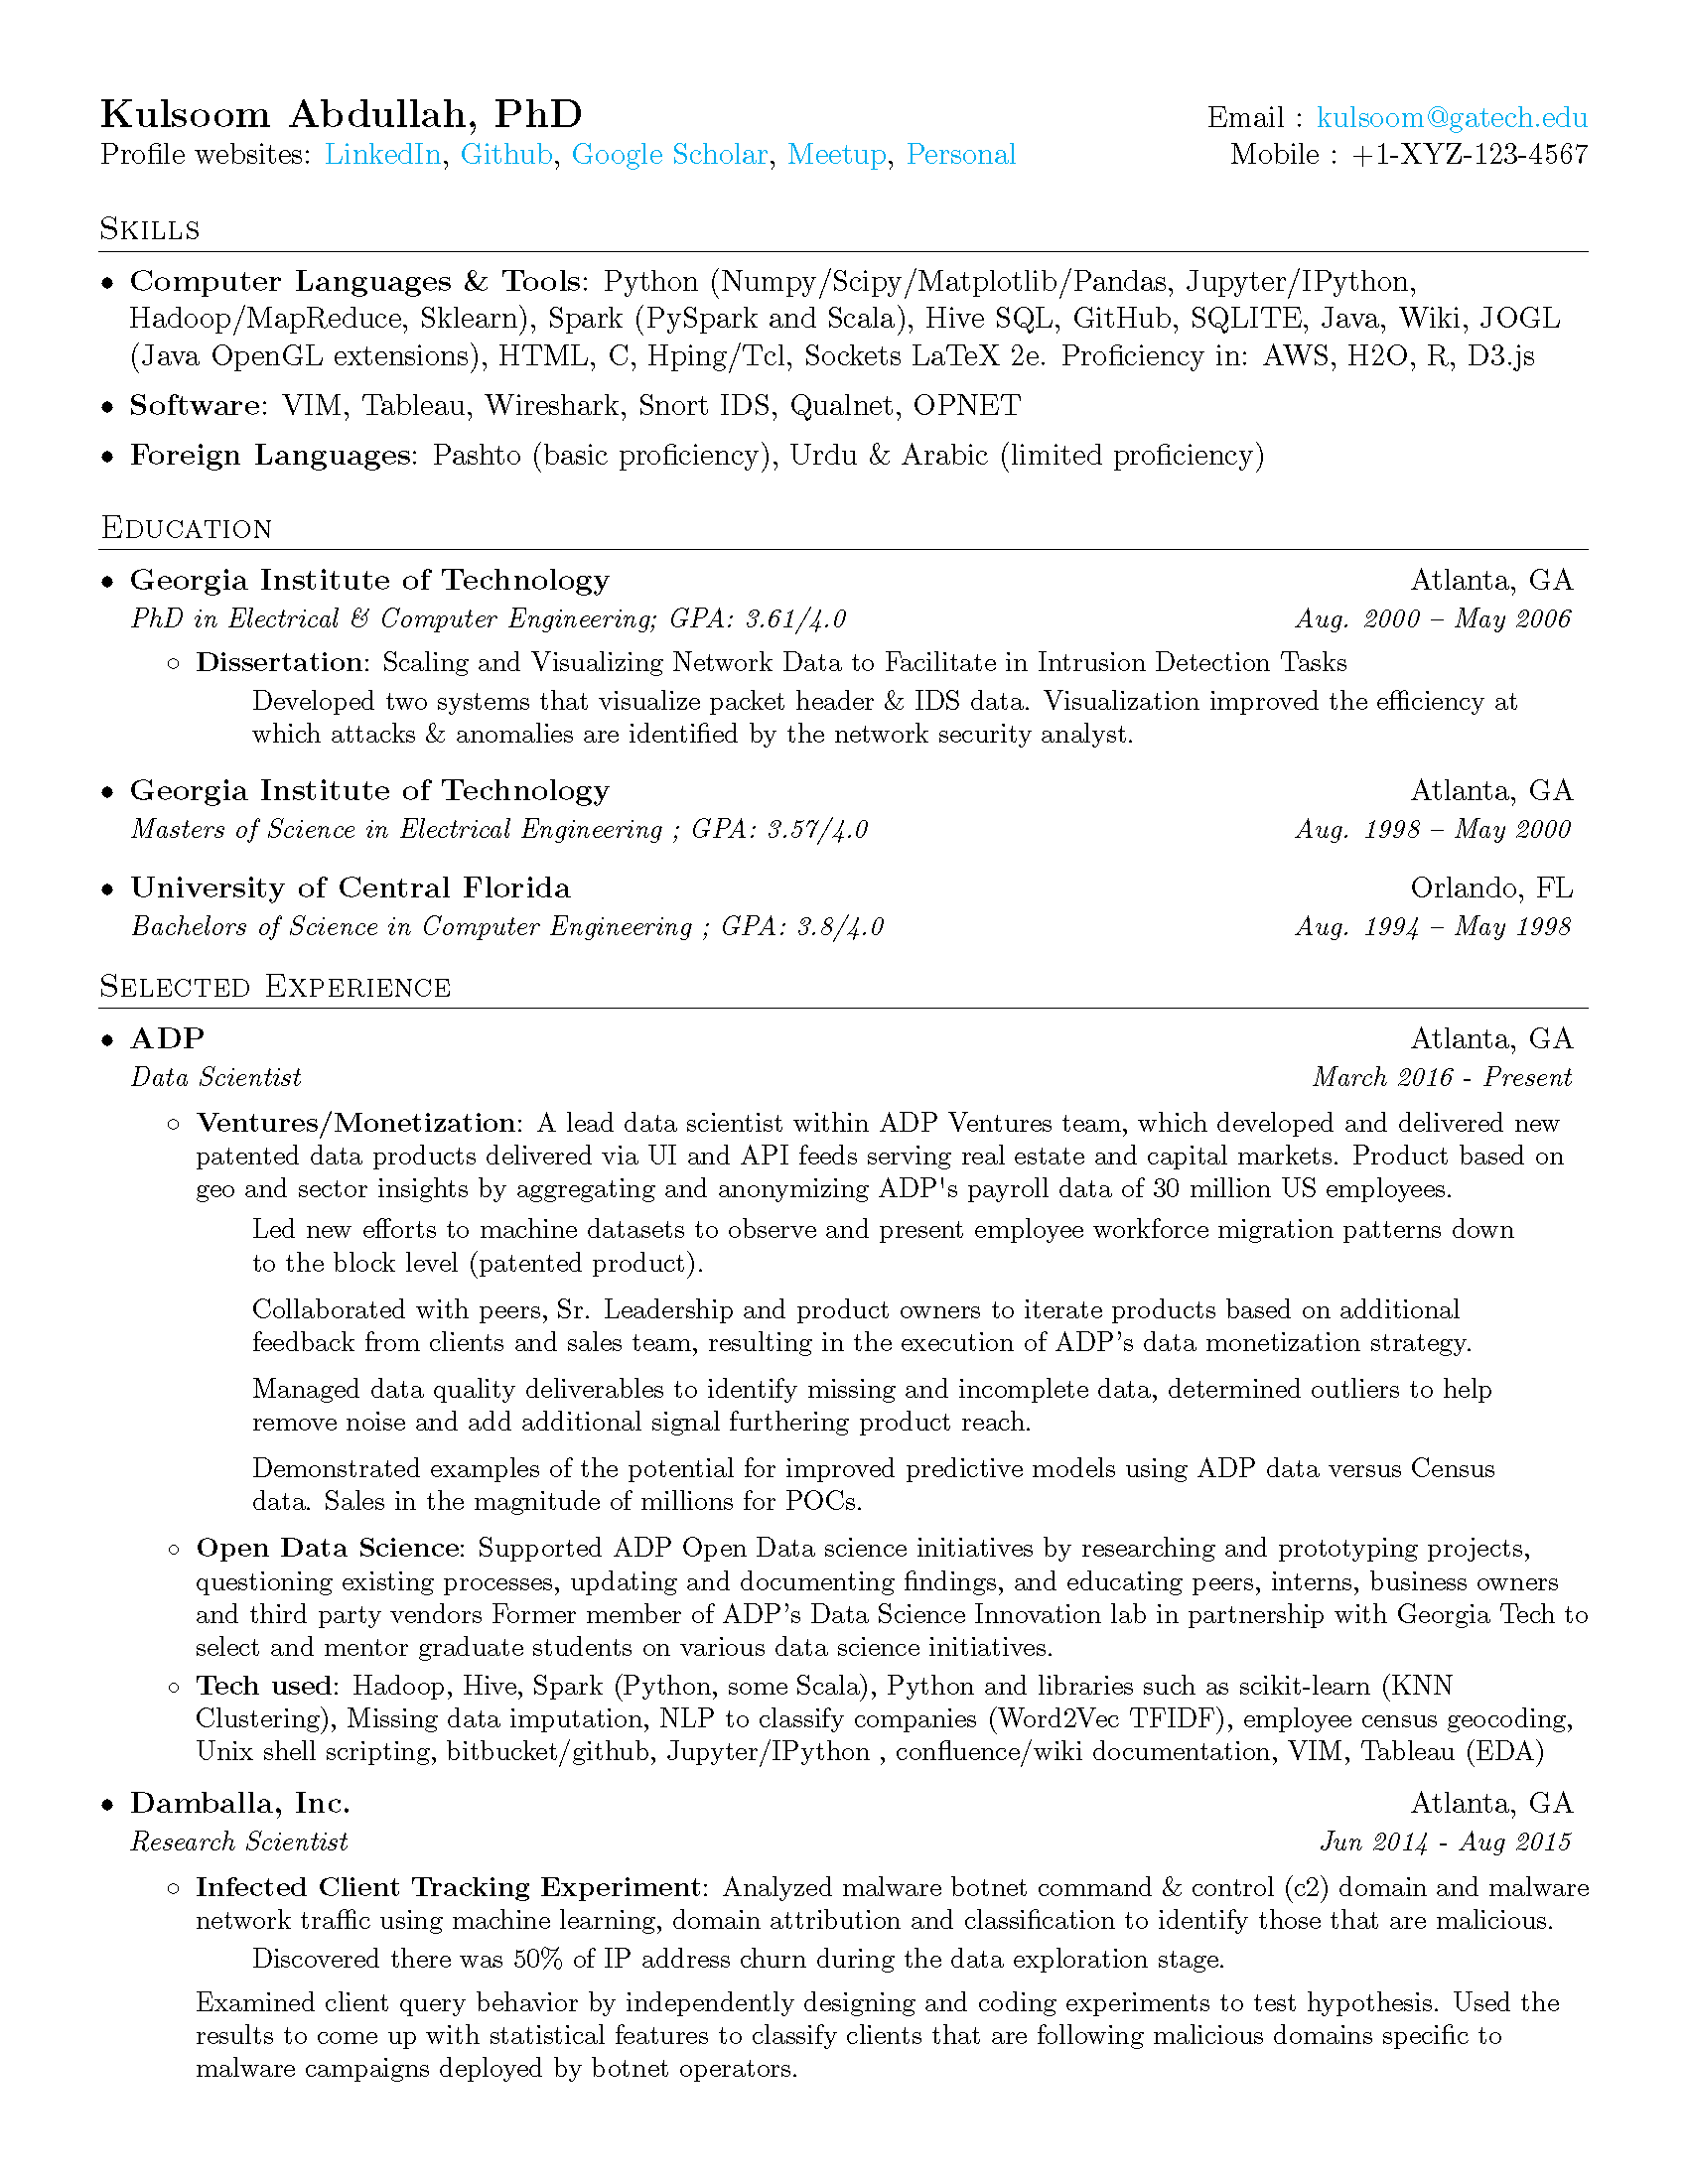 Kulsoom Abdullah, PhD
Email : kulsoom@gatech.edu
Profile websites: LinkedIn, Github, Google Scholar, Meetup, Personal
Mobile : +1-XYZ-123-4567
Skills
• Computer Languages & Tools: Python (Numpy/Scipy/Matplotlib/Pandas, Jupyter/IPython,
Hadoop/MapReduce, Sklearn), Spark (PySpark and Scala), Hive SQL, GitHub, SQLITE, Java, Wiki, JOGL
(Java OpenGL extensions), HTML, C, Hping/Tcl, Sockets LaTeX 2e. Proficiency in: AWS, H2O, R, D3.js
• Software: VIM, Tableau, Wireshark, Snort IDS, Qualnet, OPNET
• Foreign Languages: Pashto (basic proficiency), Urdu & Arabic (limited proficiency)
Education
• Georgia Institute of Technology Atlanta, GA
PhD in Electrical & Computer Engineering; GPA: 3.61/4.0 Aug. 2000 – May 2006
◦ Dissertation: Scaling and Visualizing Network Data to Facilitate in Intrusion Detection Tasks
Developed two systems that visualize packet header & IDS data. Visualization improved the efficiency at
which attacks & anomalies are identified by the network security analyst.
• Georgia Institute of Technology Atlanta, GA
Masters of Science in Electrical Engineering ; GPA: 3.57/4.0 Aug. 1998 – May 2000
• University of Central Florida Orlando, FL
Bachelors of Science in Computer Engineering ; GPA: 3.8/4.0 Aug. 1994 – May 1998
Selected Experience
• ADP Atlanta, GA
Data Scientist March 2016 - Present
◦ Ventures/Monetization: A lead data scientist within ADP Ventures team, which developed and delivered new
patented data products delivered via UI and API feeds serving real estate and capital markets. Product based on
geo and sector insights by aggregating and anonymizing ADP's payroll data of 30 million US employees.
Led new efforts to machine datasets to observe and present employee workforce migration patterns down
to the block level (patented product).
Collaborated with peers, Sr. Leadership and product owners to iterate products based on additional
feedback from clients and sales team, resulting in the execution of ADP’s data monetization strategy.
Managed data quality deliverables to identify missing and incomplete data, determined outliers to help
remove noise and add additional signal furthering product reach.
Demonstrated examples of the potential for improved predictive models using ADP data versus Census
data. Sales in the magnitude of millions for POCs.
◦ Open Data Science: Supported ADP Open Data science initiatives by researching and prototyping projects,
questioning existing processes, updating and documenting findings, and educating peers, interns, business owners
and third party vendors Former member of ADP’s Data Science Innovation lab in partnership with Georgia Tech to
select and mentor graduate students on various data science initiatives.
◦ Tech used: Hadoop, Hive, Spark (Python, some Scala), Python and libraries such as scikit-learn (KNN
Clustering), Missing data imputation, NLP to classify companies (Word2Vec TFIDF), employee census geocoding,
Unix shell scripting, bitbucket/github, Jupyter/IPython , confluence/wiki documentation, VIM, Tableau (EDA)
• Damballa, Inc. Atlanta, GA
Research Scientist Jun 2014 - Aug 2015
◦ Infected Client Tracking Experiment: Analyzed malware botnet command & control (c2) domain and malware
network traffic using machine learning, domain attribution and classification to identify those that are malicious.
Discovered there was 50% of IP address churn during the data exploration stage.
Examined client query behavior by independently designing and coding experiments to test hypothesis. Used the
results to come up with statistical features to classify clients that are following malicious domains specific to
malware campaigns deployed by botnet operators.